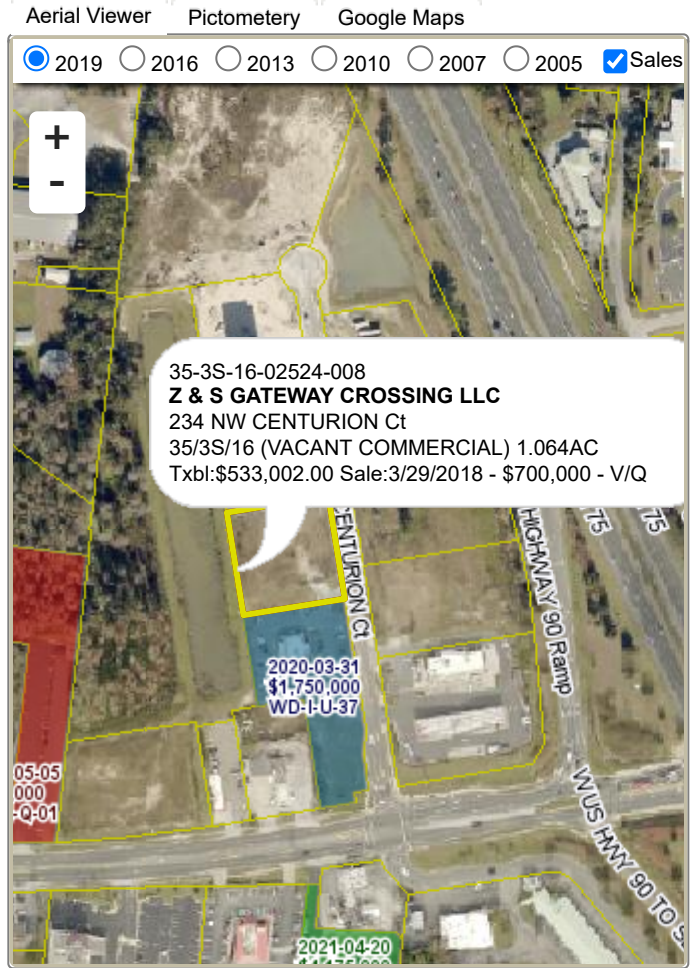 Aerial Viewer Pictometery Google Maps
2019 2016 2013 2010 2007 2005 Sales
+
-
35-3S-16-02524-008
Z & S GATEWAY CROSSING LLC
234 NW CENTURION Ct
35/3S/16 (VACANT COMMERCIAL) 1.064AC
Txbl:$533,002.00 Sale:3/29/2018 - $700,000 - V/Q
CENTURION Ct
HIGHWAY 90 Ramp
75
75
2020-03-31
$1,750,000
WD-I-U-37
05-05
000
-Q-01
W US HWY 90 TO S
2021-04-20